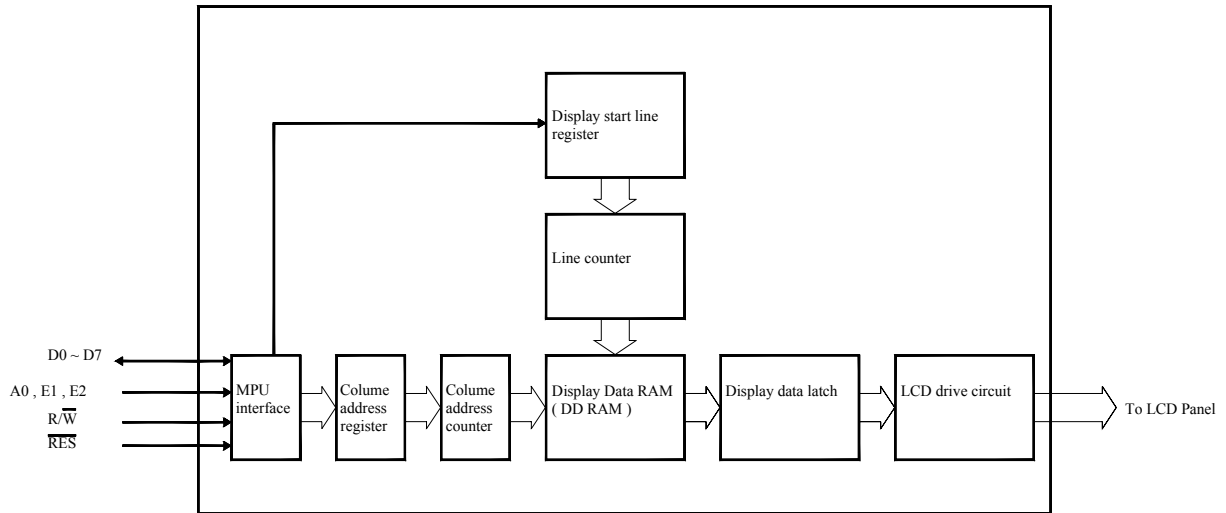 Display start line
register
Line counter
D0 ~ D7
A0 , E1 , E2
R/W̅
R̅E̅S̅
MPU
interface
Colume
address
register
Colume
address
counter
Display Data RAM
( DD RAM )
Display data latch
LCD drive circuit
To LCD Panel